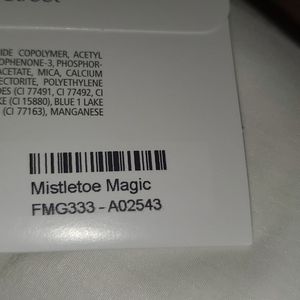 IDE COPOLYMER, ACETYL
OPHENONE-3, PHOSPHOR-
ACETATE, MICA, CALCIUM
ECTORITE, POLYETHYLENE
DES (CI 77491, CI 77492, CI
KE (CI 15880), BLUE 1 LAKE
I 77163), MANGANESE
Mistletoe Magic
FMG333 - A02543